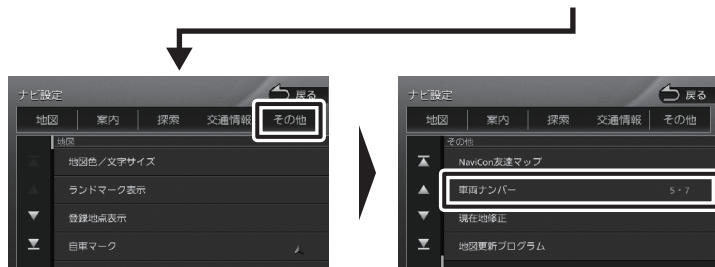 ナビ設定
戻る
地図 案内 探索 交通情報 その他
地図
地図色／文字サイズ
ランドマーク表示
登録地点表示
自車マーク
ナビ設定
戻る
地図 案内 探索 交通情報 その他
その他
NaviCon友達マップ
車両ナンバー 5・7
現在地修正
地図更新プログラム